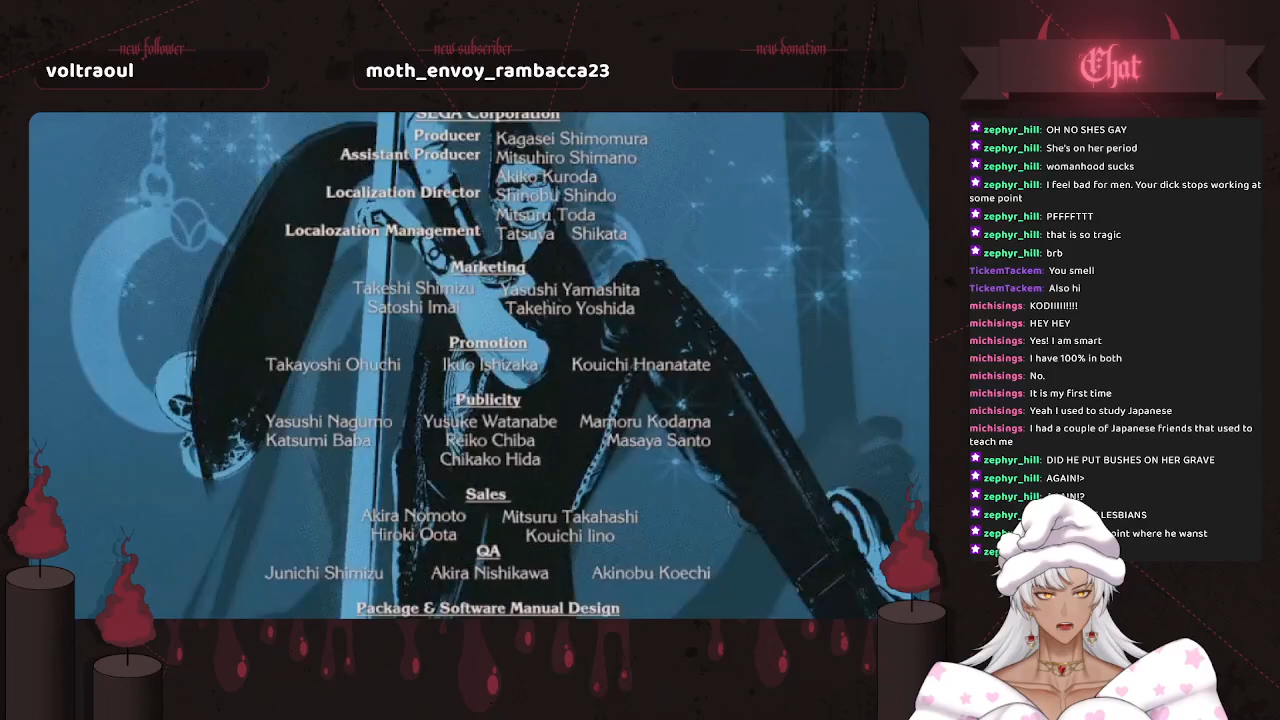 new follower
new subscriber
new donation
voltraoul
moth_envoy_rambacca23
Chat
SEGA Corporation
Producer Kagasei Shimomura
Assistant Producer Mitsuhiro Shimano
Akiko Kuroda
Localization Director Shinobu Shindo
Mitsuru Toda
Localozation Management Tatsuya Shikata
Marketing
Takeshi Shimizu Yasushi Yamashita
Satoshi Imai Takehiro Yoshida
Promotion
Takayoshi Ohuchi Ikuo Ishizaka Kouichi Hnanatate
Publicity
Yasushi Nagumo Yusuke Watanabe Mamoru Kodama
Katsumi Baba Reiko Chiba Masaya Santo
Chikako Hida
Sales
Akira Nomoto Mitsuru Takahashi
Hiroki Oota Kouichi Iino
QA
Junichi Shimizu Akira Nishikawa Akinobu Koechi
Package & Software Manual Design
zephyr_hill: OH NO SHES GAY
zephyr_hill: She's on her period
zephyr_hill: womanhood sucks
zephyr_hill: I feel bad for men. Your dick stops working at
some point
zephyr_hill: PFFFFTTT
zephyr_hill: that is so tragic
zephyr_hill: brb
TickemTackem: You smell
TickemTackem: Also hi
michisings: KODIIIIII!!!!
michisings: HEY HEY
michisings: Yes! I am smart
michisings: I have 100% in both
michisings: No.
michisings: It is my first time
michisings: Yeah I used to study Japanese
michisings: I had a couple of Japanese friends that used to
teach me
zephyr_hill: DID HE PUT BUSHES ON HER GRAVE
zephyr_hill: AGAIN!>
zephyr_hill:
LESBIANS
where he wanst